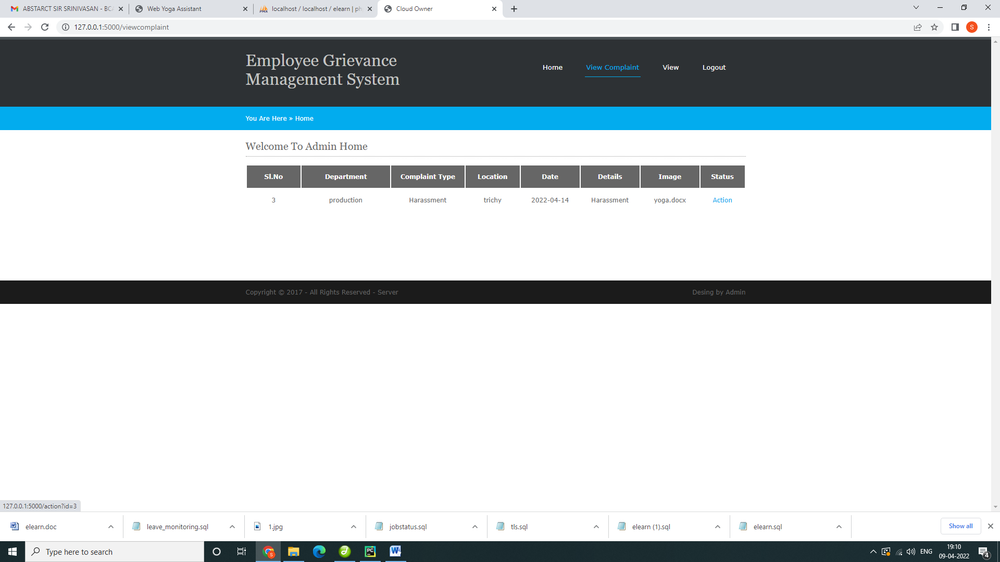 ABSTARCT SIR SRINIVASAN - BCA
Web Yoga Assistant
localhost / localhost / elearn | ph
Cloud Owner
127.0.0.1:5000/viewcomplaint
S
Employee Grievance
Management System
Home
View Complaint
View
Logout
You Are Here » Home
Welcome To Admin Home
Sl.No Department Complaint Type Location Date Details Image Status
3 production Harassment trichy 2022-04-14 Harassment yoga.docx Action
Copyright © 2017 - All Rights Reserved - Server
Desing by Admin
127.0.0.1:5000/action?id=3
elearn.doc
leave_monitoring.sql
1.jpg
jobstatus.sql
tls.sql
elearn (1).sql
elearn.sql
Show all
Type here to search
ENG
19:10
09-04-2022
4